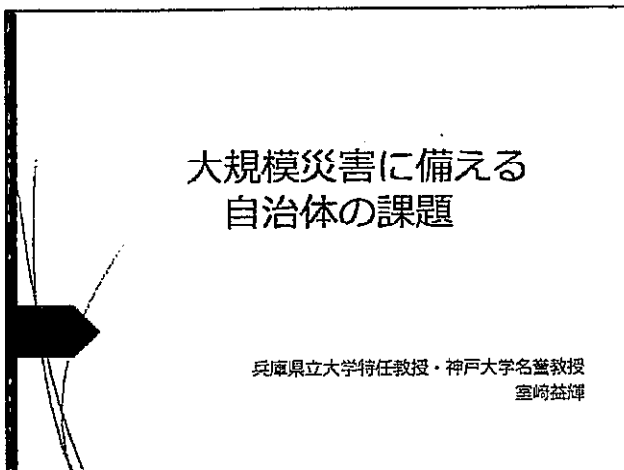 大規模災害に備える
自治体の課題
兵庫県立大学特任教授・神戸大学名誉教授
室﨑益輝